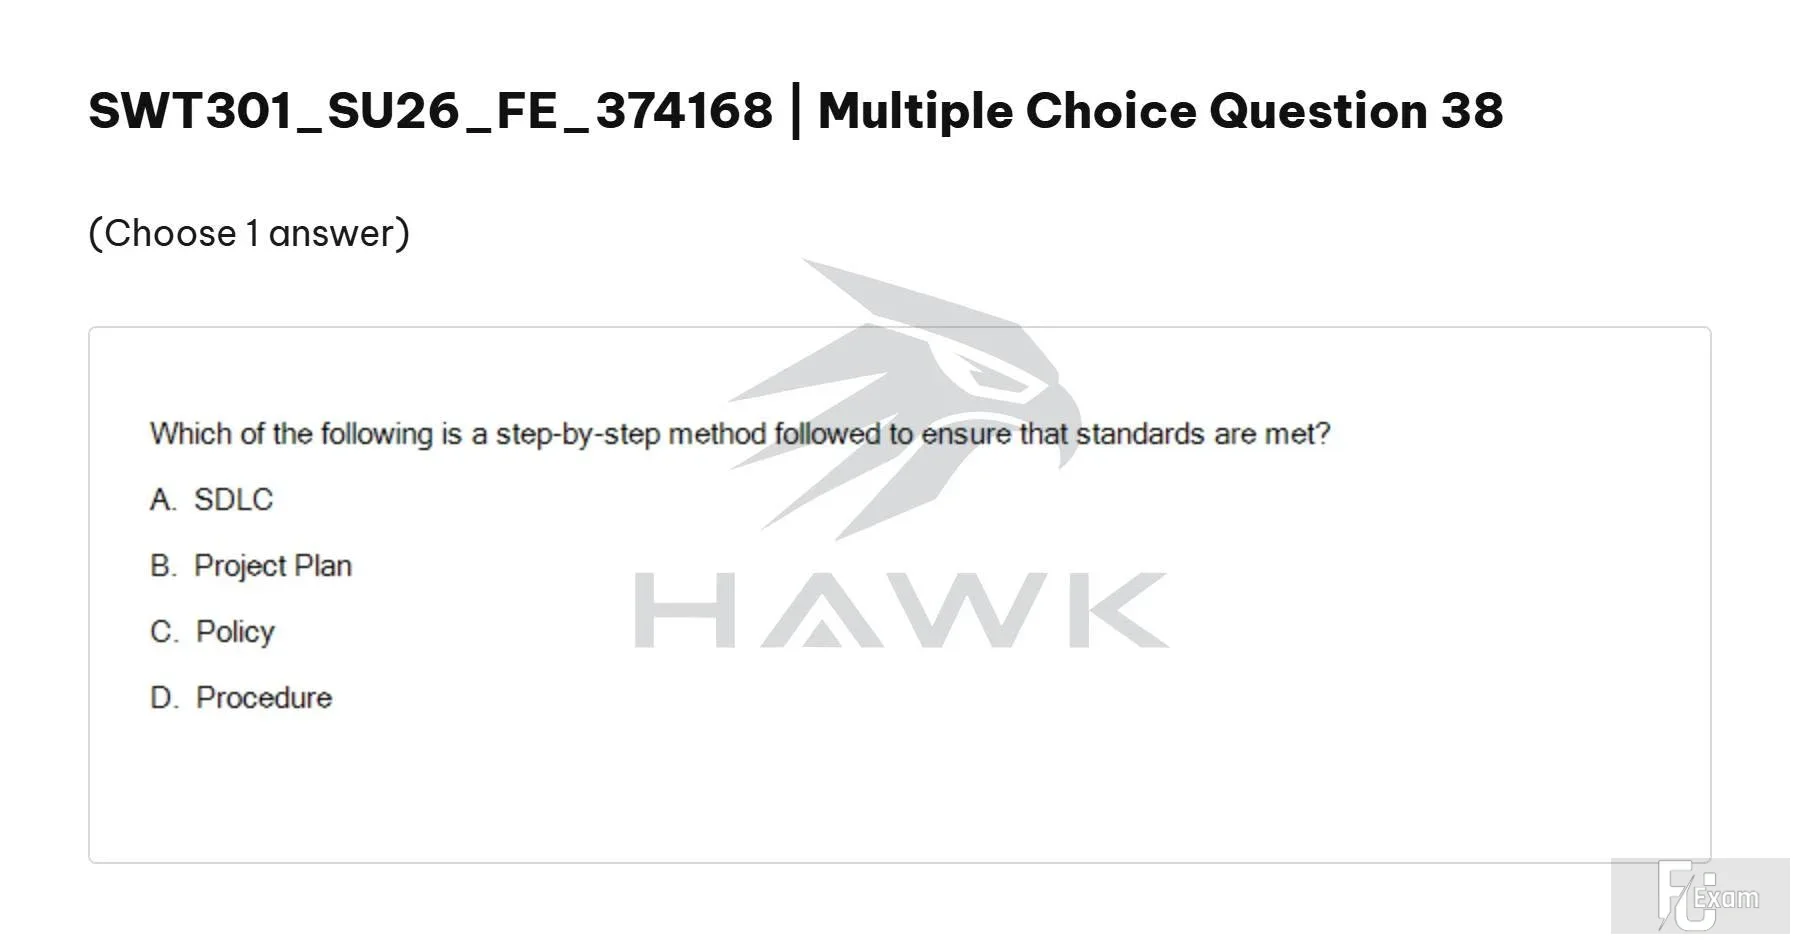 SWT301_SU26_FE_374168 | Multiple Choice Question 38
(Choose 1 answer)
Which of the following is a step-by-step method followed to ensure that standards are met?
A. SDLC
B. Project Plan
C. Policy
D. Procedure
HAWK
FU Exam